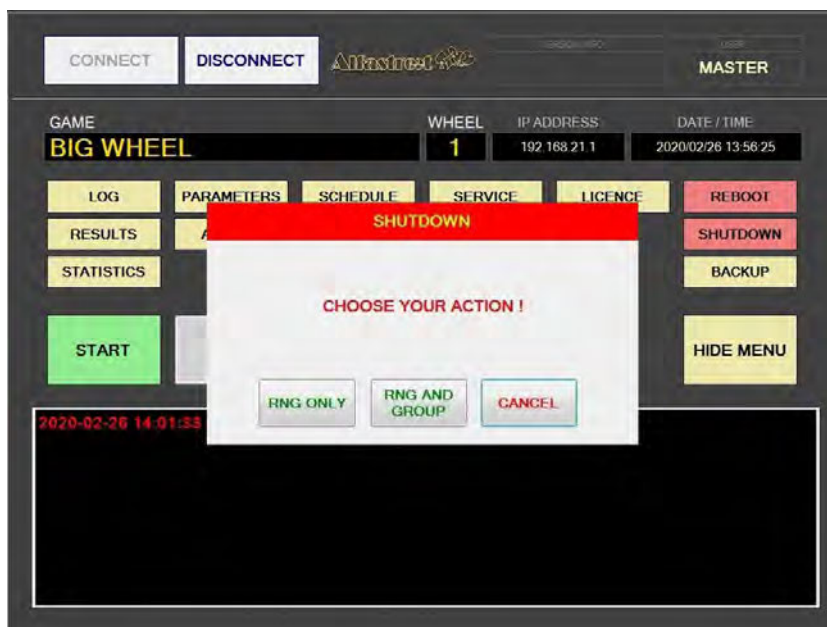 CONNECT
DISCONNECT
Alfastreet
USER
MASTER
GAME
WHEEL
IP ADDRESS
DATE / TIME
BIG WHEEL
1
192.168.21.1
2020/02/26 13:56:25
LOG
PARAMETERS
SCHEDULE
SERVICE
LICENCE
REBOOT
SHUTDOWN
RESULTS
SHUTDOWN
STATISTICS
BACKUP
CHOOSE YOUR ACTION !
START
HIDE MENU
RNG ONLY
RNG AND
GROUP
CANCEL
2020-02-26 14:01:33